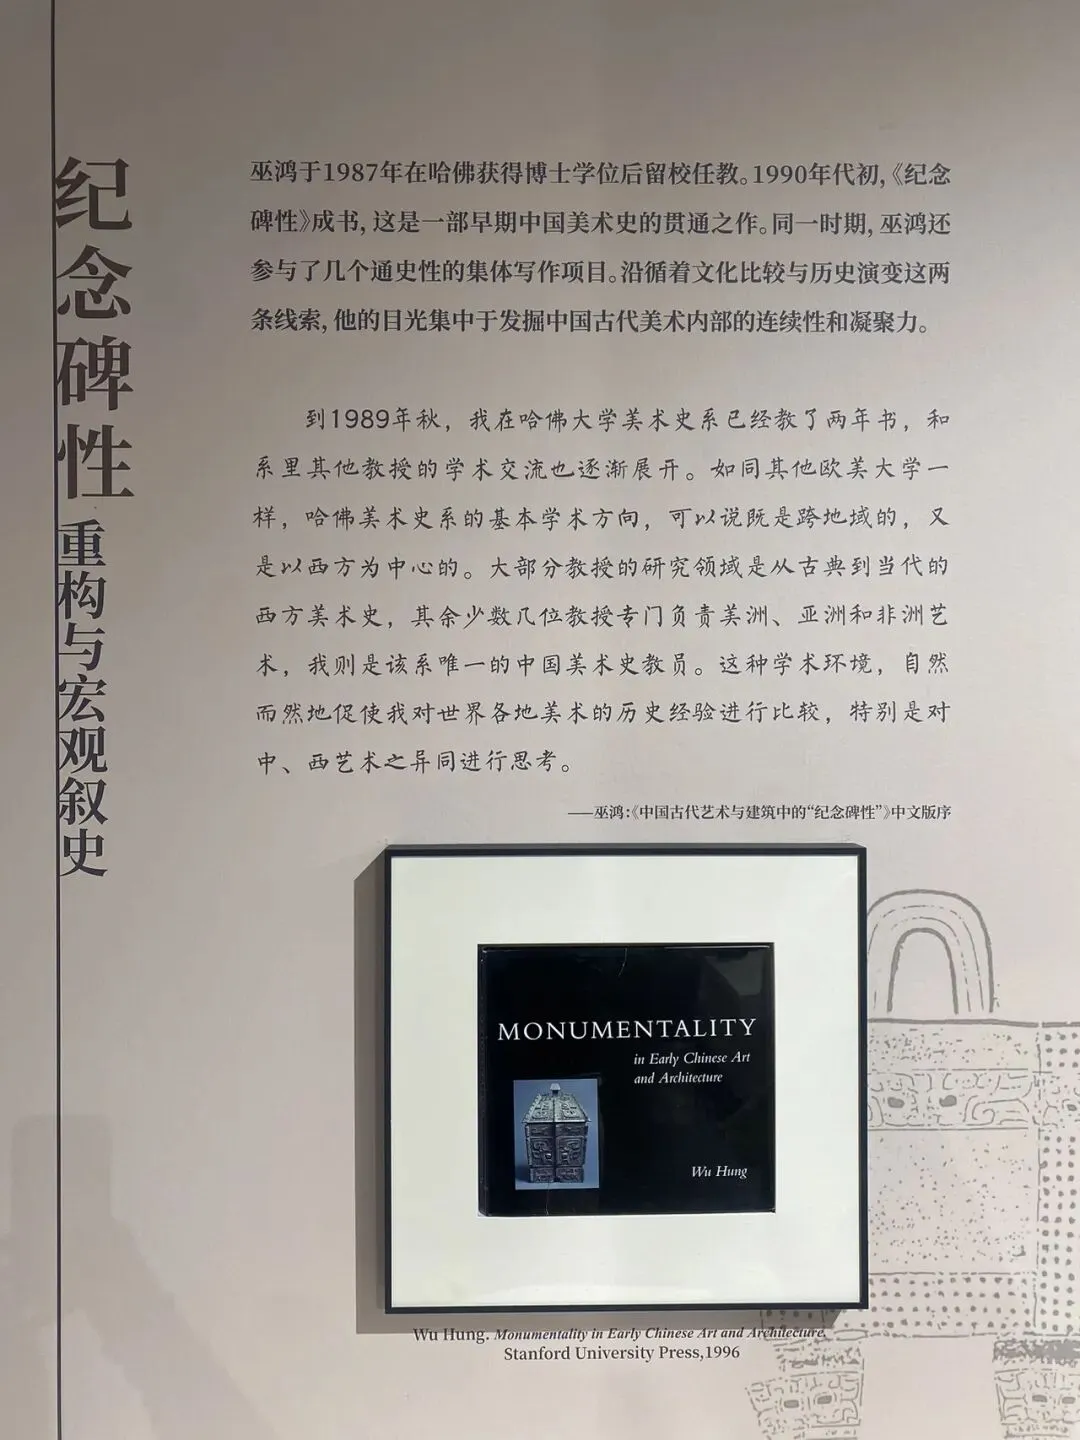 纪念碑性
重构与宏观叙史
巫鸿于1987年在哈佛获得博士学位后留校任教。1990年代初，《纪念
碑性》成书，这是一部早期中国美术史的贯通之作。同一时期，巫鸿还
参与了几个通史性的集体写作项目。沿循着文化比较与历史演变这两
条线索，他的目光集中于发掘中国古代美术内部的连续性和凝聚力。
到1989年秋，我在哈佛大学美术史系已经教了两年书，和
系里其他教授的学术交流也逐渐展开。如同其他欧美大学一
样，哈佛美术史系的基本学术方向，可以说既是跨地域的，又
是以西方为中心的。大部分教授的研究领域是从古典到当代的
西方美术史，其余少数几位教授专门负责美洲、亚洲和非洲艺
术，我则是该系唯一的中国美术史教员。这种学术环境，自然
而然地促使我对世界各地美术的历史经验进行比较，特别是对
中、西艺术之异同进行思考。
——巫鸿：《中国古代艺术与建筑中的“纪念碑性”》中文版序
MONUMENTALITY
in Early Chinese Art
and Architecture
Wu Hung
Wu Hung. Monumentality in Early Chinese Art and Architecture.
Stanford University Press,1996